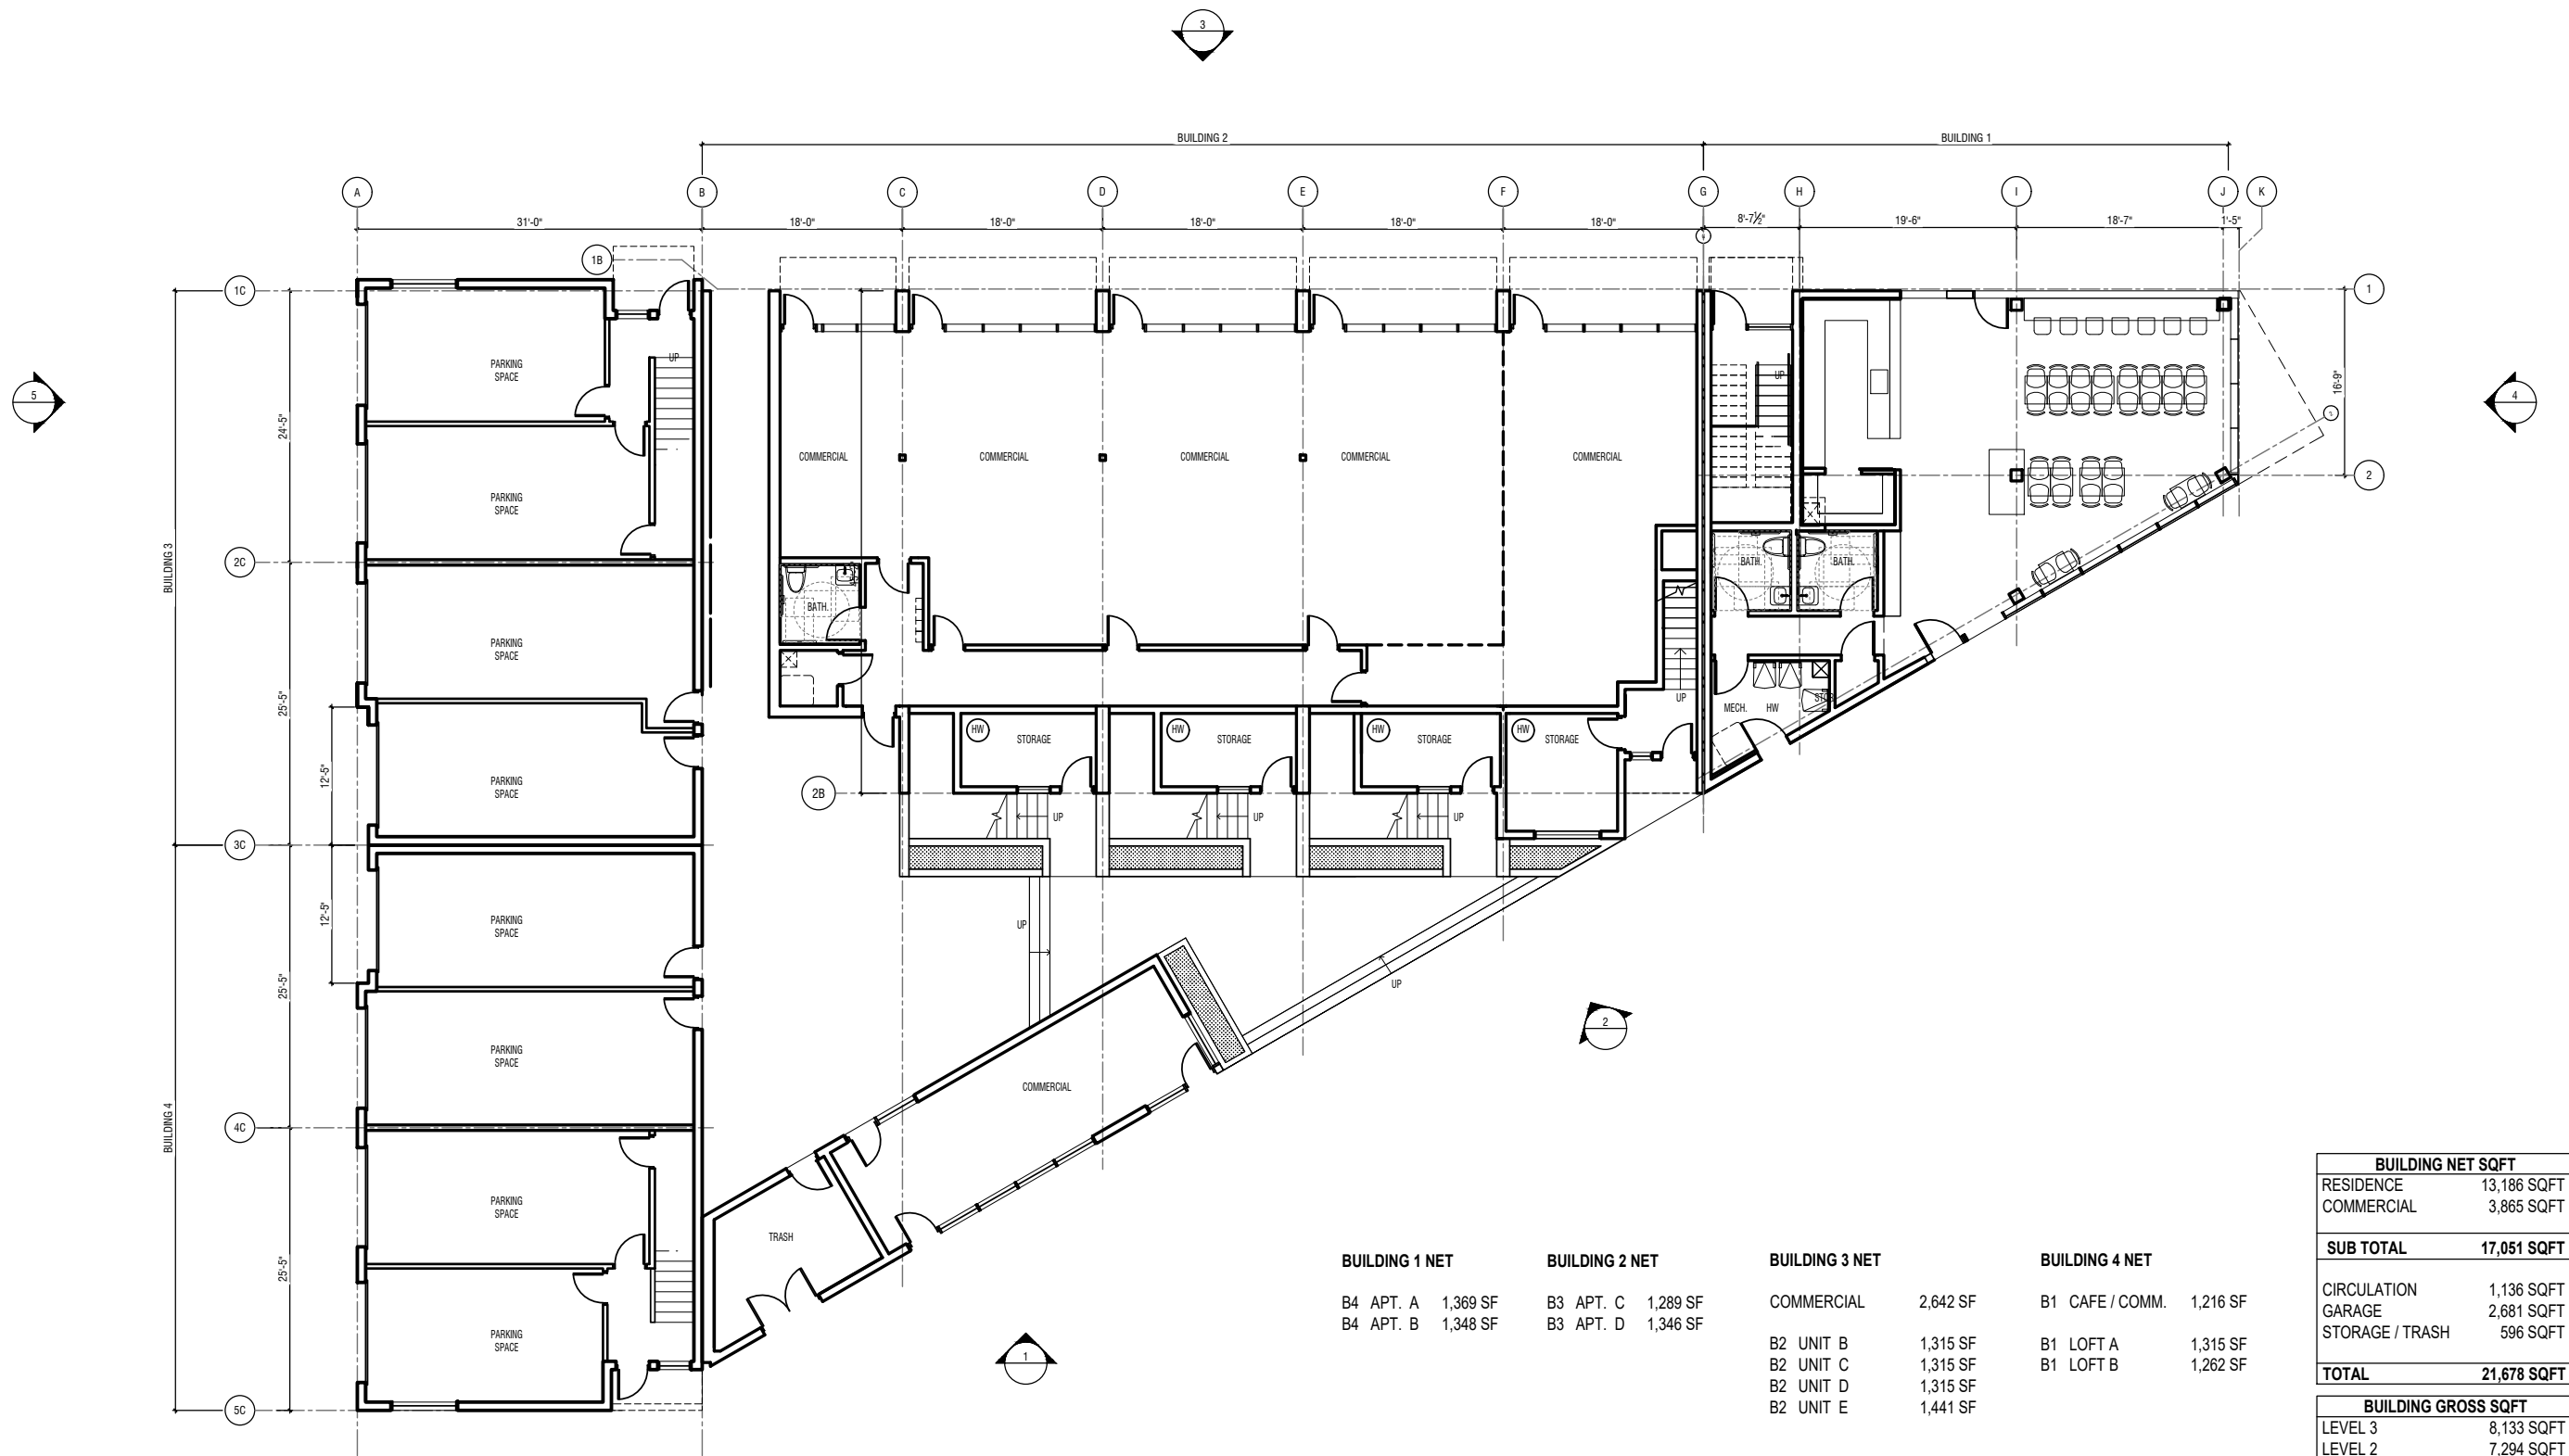 3
BUILDING 2
BUILDING 1
A
B
C
D
E
F
G
H
I
J
K
31'-0"
18'-0"
18'-0"
18'-0"
18'-0"
18'-0"
8'-7½"
19'-6"
18'-7"
1'-5"
1B
1C
1
PARKING
SPACE
UP
UP
5
24'-5"
16'-9"
4
COMMERCIAL
COMMERCIAL
COMMERCIAL
COMMERCIAL
COMMERCIAL
2
PARKING
SPACE
BUILDING 3
2C
BATH.
BATH.
BATH.
PARKING
SPACE
25'-5"
UP
STOR.
MECH.
HW
HW
STORAGE
HW
STORAGE
HW
STORAGE
HW
STORAGE
12'-5"
PARKING
SPACE
2B
UP
UP
UP
3C
12'-5"
PARKING
SPACE
UP
25'-5"
UP
2
PARKING
SPACE
COMMERCIAL
BUILDING 4
4C
PARKING
SPACE
TRASH
25'-5"
PARKING
SPACE
1
5C
BUILDING 1 NET
B4 APT. A 1,369 SF
B4 APT. B 1,348 SF
BUILDING 2 NET
B3 APT. C 1,289 SF
B3 APT. D 1,346 SF
BUILDING 3 NET
COMMERCIAL 2,642 SF
B2 UNIT B 1,315 SF
B2 UNIT C 1,315 SF
B2 UNIT D 1,315 SF
B2 UNIT E 1,441 SF
BUILDING 4 NET
B1 CAFE / COMM. 1,216 SF
B1 LOFT A 1,315 SF
B1 LOFT B 1,262 SF
BUILDING NET SQFT
RESIDENCE 13,186 SQFT
COMMERCIAL 3,865 SQFT
SUB TOTAL 17,051 SQFT
CIRCULATION 1,136 SQFT
GARAGE 2,681 SQFT
STORAGE / TRASH 596 SQFT
TOTAL 21,678 SQFT
BUILDING GROSS SQFT
LEVEL 3 8,133 SQFT
LEVEL 2 7,294 SQFT